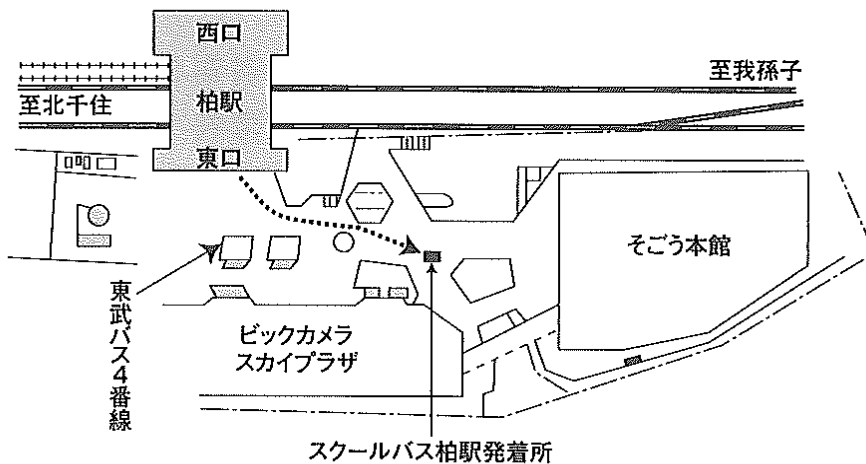 西口
至我孫子
柏駅
至北千住
東口
そごう本館
東武バス4番線
ビックカメラ
スカイプラザ
スクールバス柏駅発着所